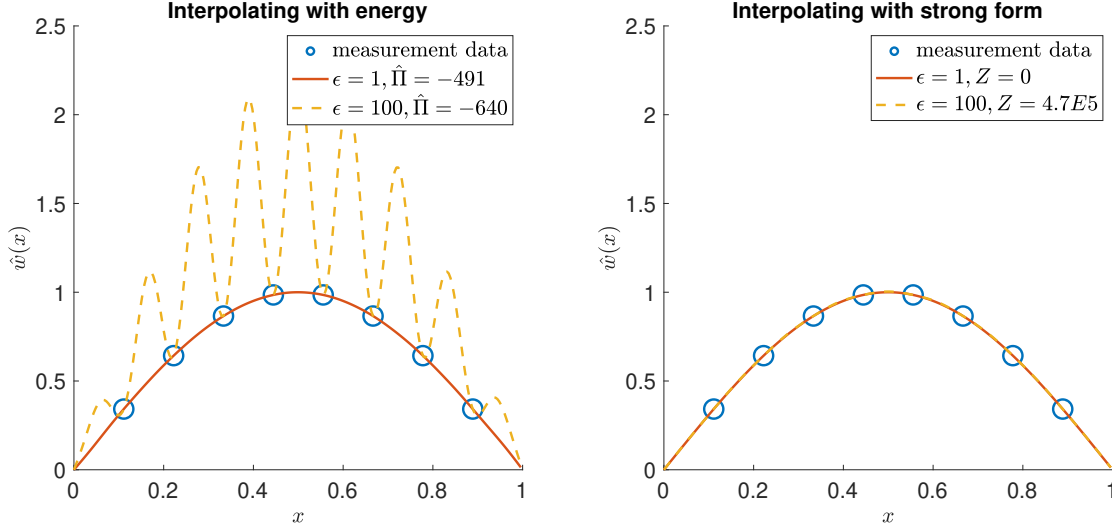 Interpolating with energy
2.5
2
1.5
1
0.5
0
0 0.2 0.4 0.6 0.8 1
x
ŵ(x)
measurement data
ϵ = 1, Π̂ = −491
ϵ = 100, Π̂ = −640
Interpolating with strong form
2.5
2
1.5
1
0.5
0
0 0.2 0.4 0.6 0.8 1
x
ŵ(x)
measurement data
ϵ = 1, Z = 0
ϵ = 100, Z = 4.7E5